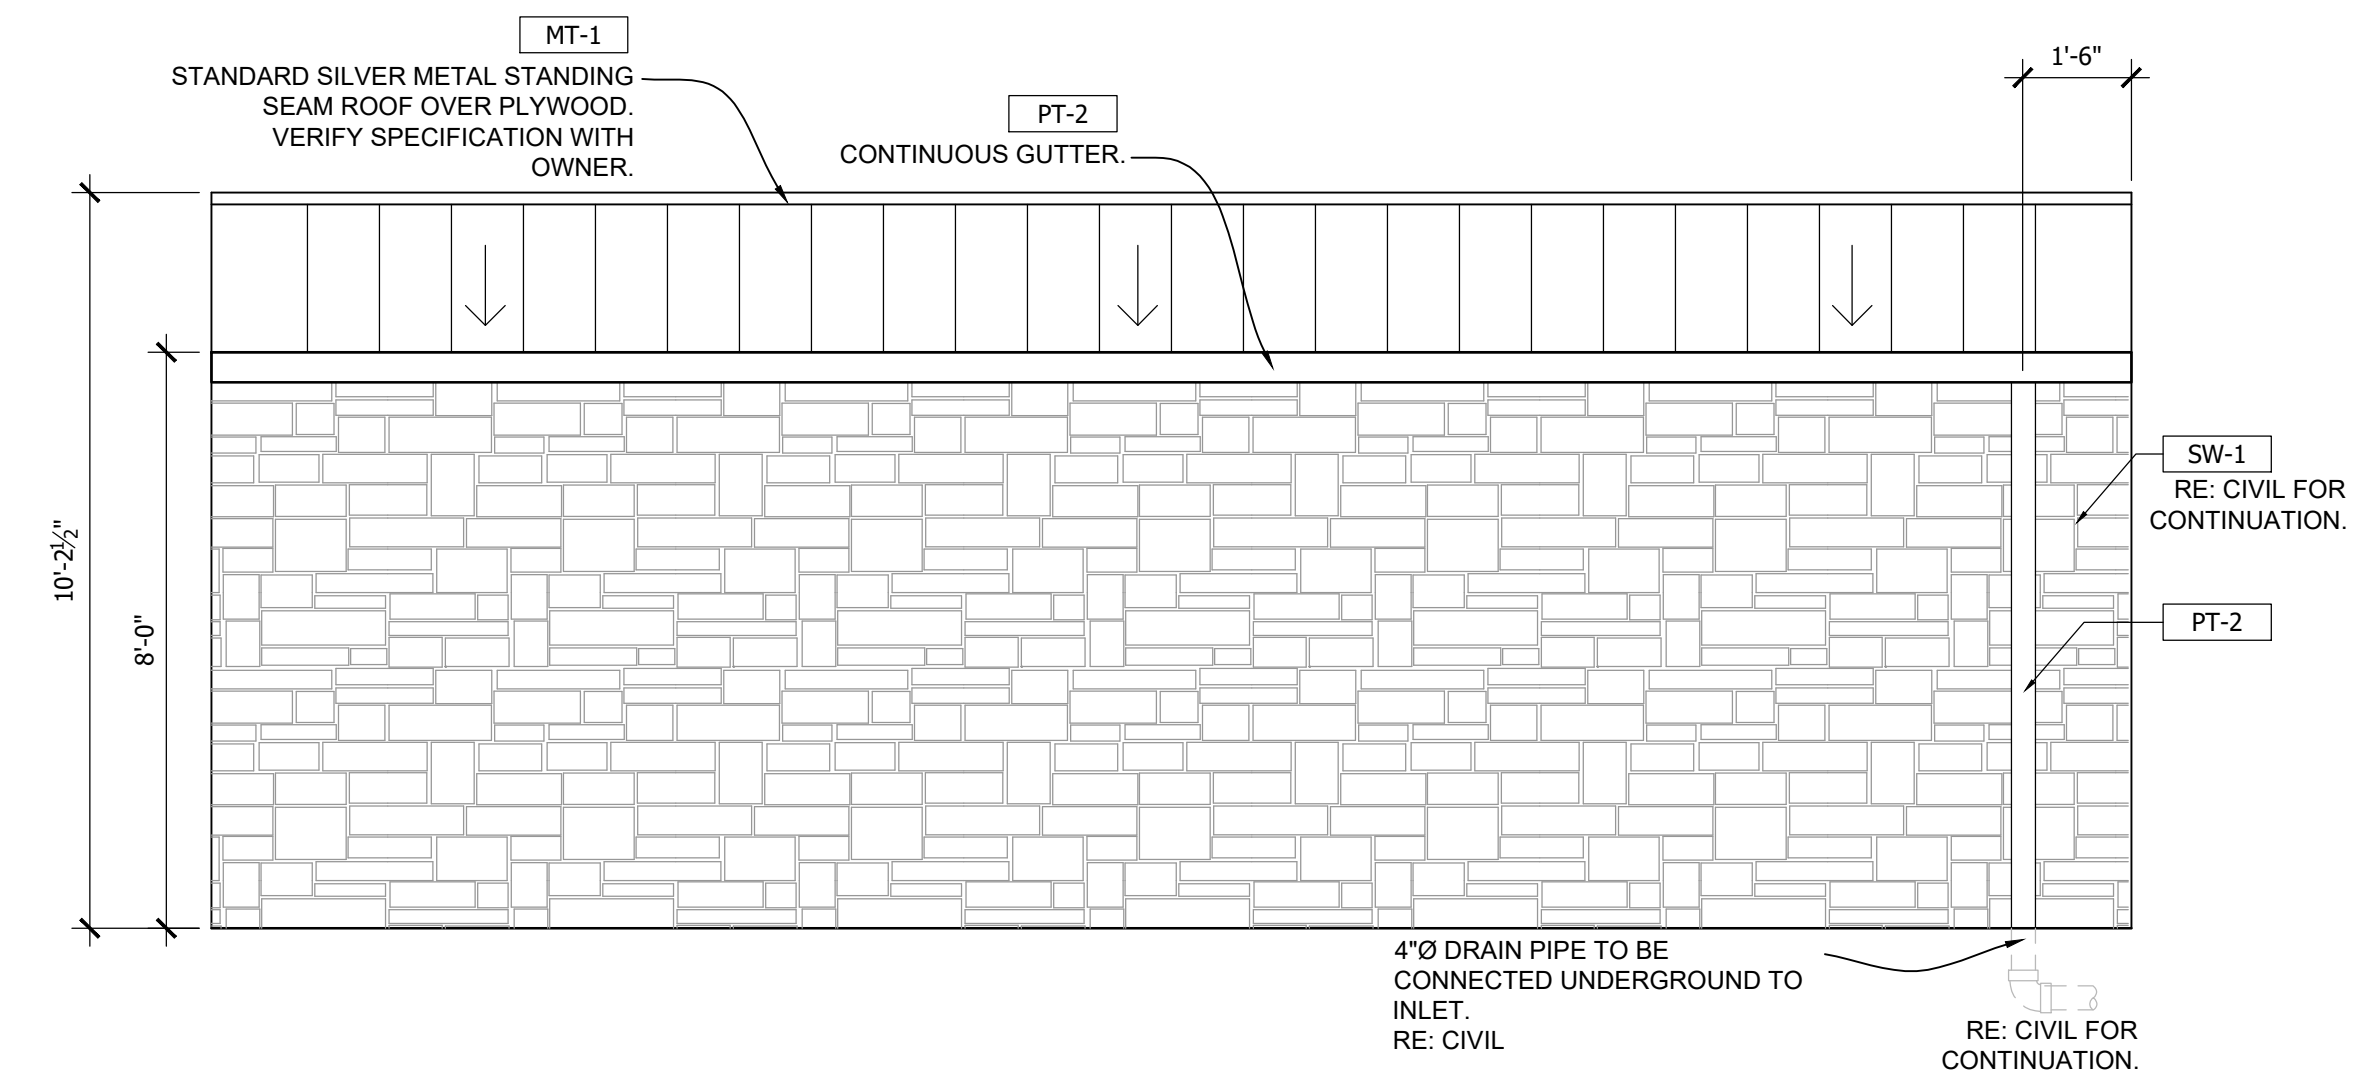 MT-1
STANDARD SILVER METAL STANDING
SEAM ROOF OVER PLYWOOD.
VERIFY SPECIFICATION WITH
OWNER.
PT-2
CONTINUOUS GUTTER.
1'-6"
10'-2½"
8'-0"
SW-1
RE: CIVIL FOR
CONTINUATION.
PT-2
4"Ø DRAIN PIPE TO BE
CONNECTED UNDERGROUND TO
INLET.
RE: CIVIL
RE: CIVIL FOR
CONTINUATION.